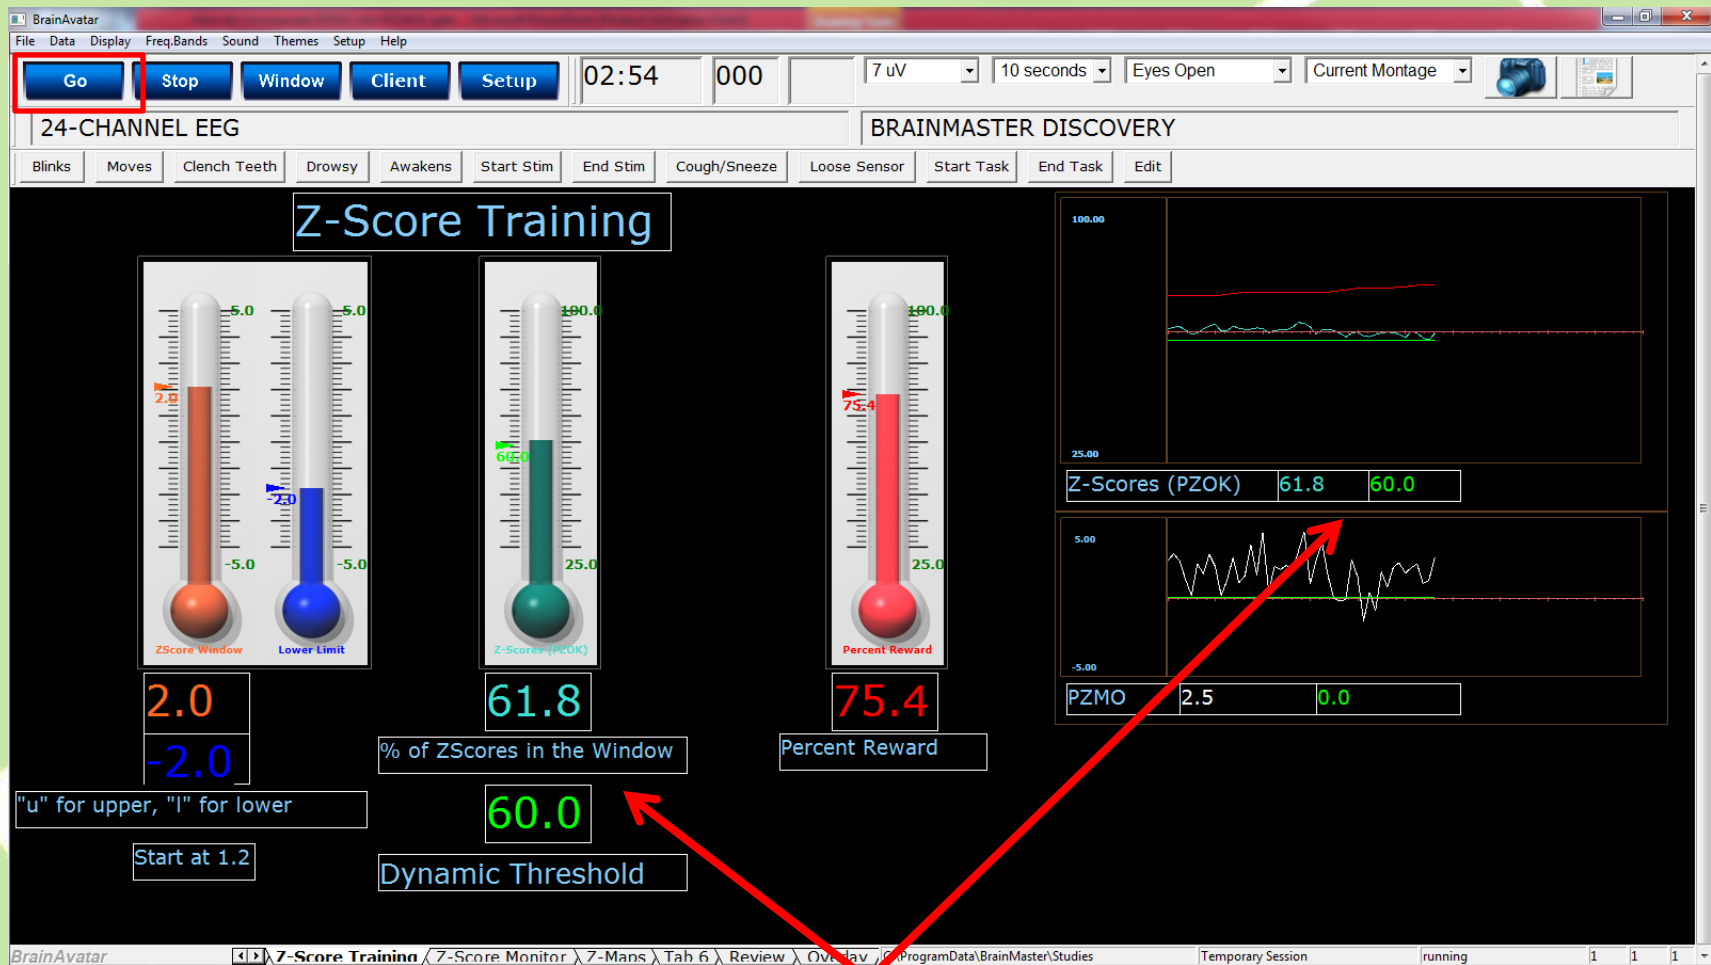 BrainAvatar
File Data Display Freq.Bands Sound Themes Setup Help
Go Stop Window Client Setup 02:54 000 7 uV 10 seconds Eyes Open Current Montage
24-CHANNEL EEG BRAINMASTER DISCOVERY
Blinks Moves Clench Teeth Drowsy Awakens Start Stim End Stim Cough/Sneeze Loose Sensor Start Task End Task Edit
Z-Score Training
5.0 5.0 100.0 100.0
2.0 -2.0 60.0 75.4
-5.0 -5.0 25.0 25.0
ZScore Window Lower Limit Z-Scores (PZOK) Percent Reward
2.0 61.8 75.4
-2.0 % of ZScores in the Window Percent Reward
"u" for upper, "l" for lower 60.0
Start at 1.2 Dynamic Threshold
100.00
25.00
Z-Scores (PZOK) 61.8 60.0
5.00
-5.00
PZMO 2.5 0.0
BrainAvatar Z-Score Training Z-Score Monitor Z-Maps Tab 6 Review Overlay C:\ProgramData\BrainMaster\Studies Temporary Session running 1 1 1